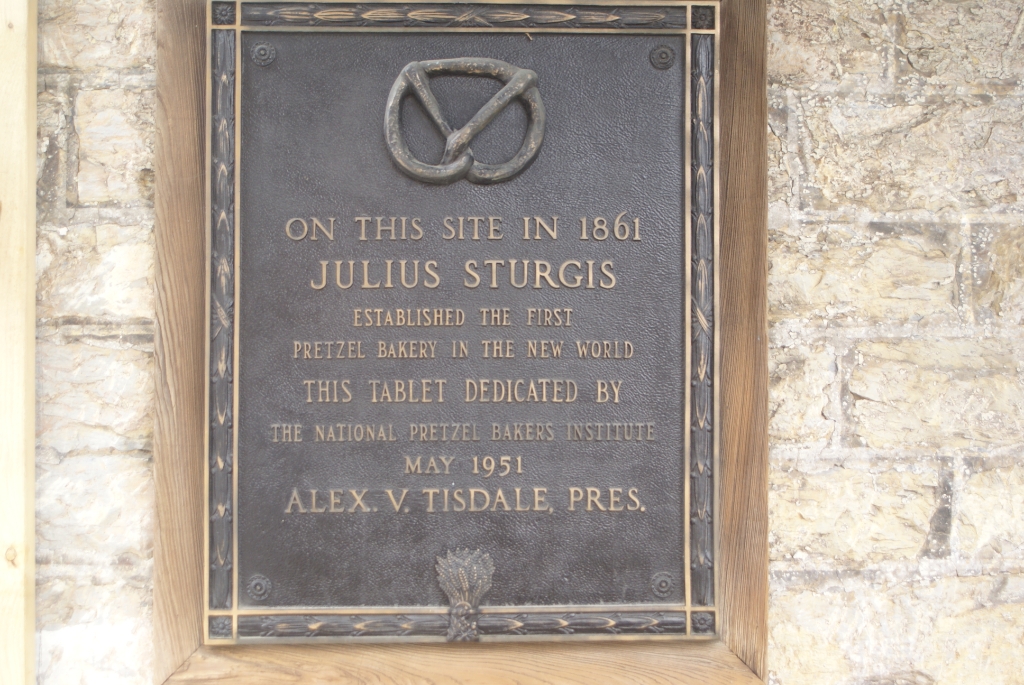 ON THIS SITE IN 1861
JULIUS STURGIS
ESTABLISHED THE FIRST
PRETZEL BAKERY IN THE NEW WORLD
THIS TABLET DEDICATED BY
THE NATIONAL PRETZEL BAKERS INSTITUTE
MAY 1951
ALEX. V. TISDALE, PRES.